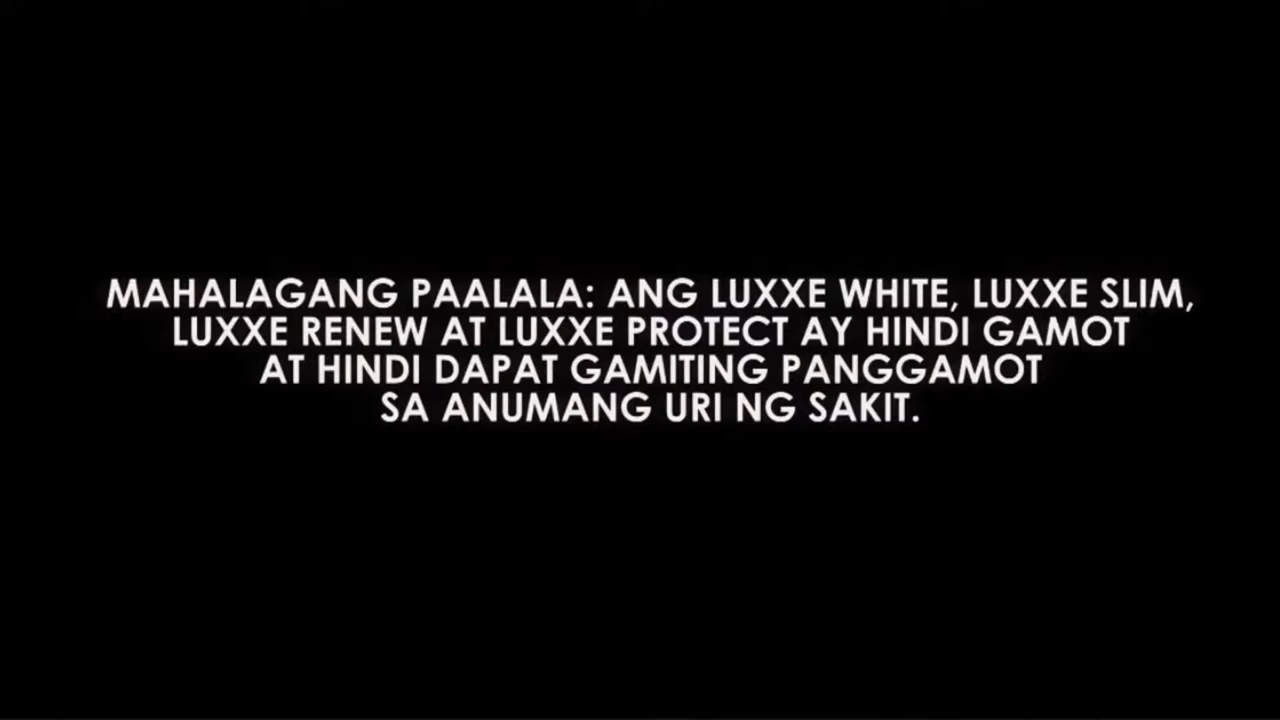 MAHALAGANG PAALALA: ANG LUXXE WHITE, LUXXE SLIM,
LUXXE RENEW AT LUXXE PROTECT AY HINDI GAMOT
AT HINDI DAPAT GAMITING PANGGAMOT
SA ANUMANG URI NG SAKIT.